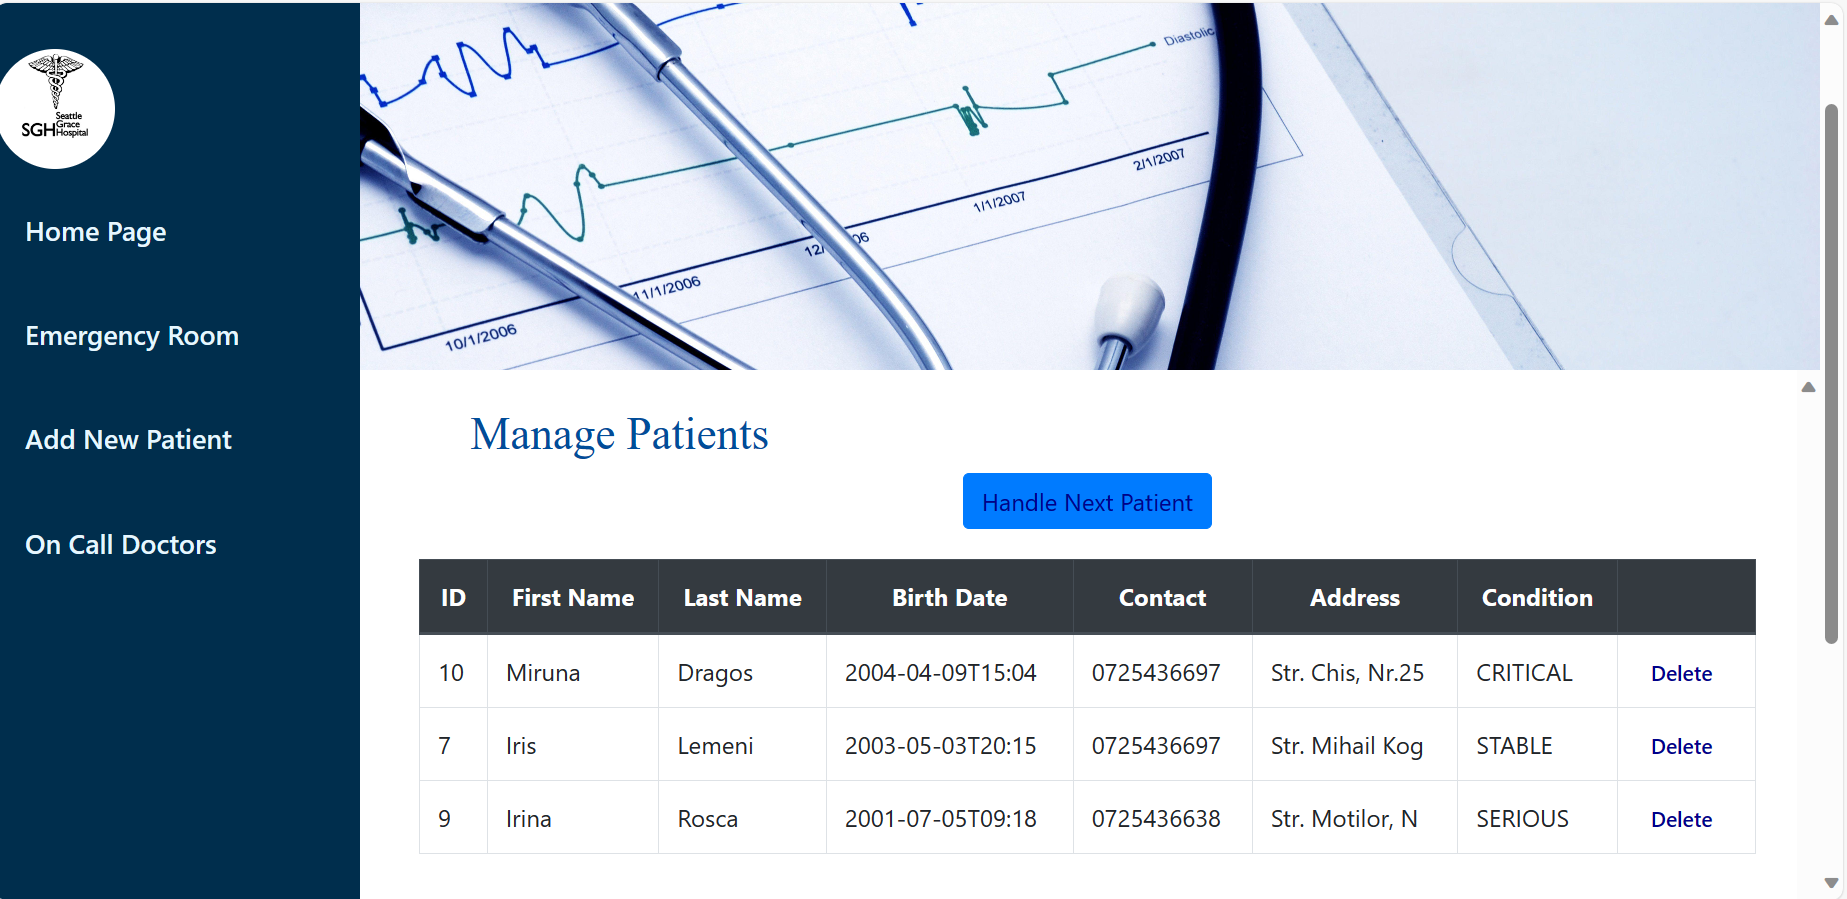 SGH Seattle Grace Hospital
Home Page
Emergency Room
Add New Patient
On Call Doctors
Diastolic
2/1/2007
1/1/2007
11/1/2006
10/1/2006
Manage Patients
Handle Next Patient
ID First Name Last Name Birth Date Contact Address Condition
10 Miruna Dragos 2004-04-09T15:04 0725436697 Str. Chis, Nr.25 CRITICAL Delete
7 Iris Lemeni 2003-05-03T20:15 0725436697 Str. Mihail Kog STABLE Delete
9 Irina Rosca 2001-07-05T09:18 0725436638 Str. Motilor, N SERIOUS Delete